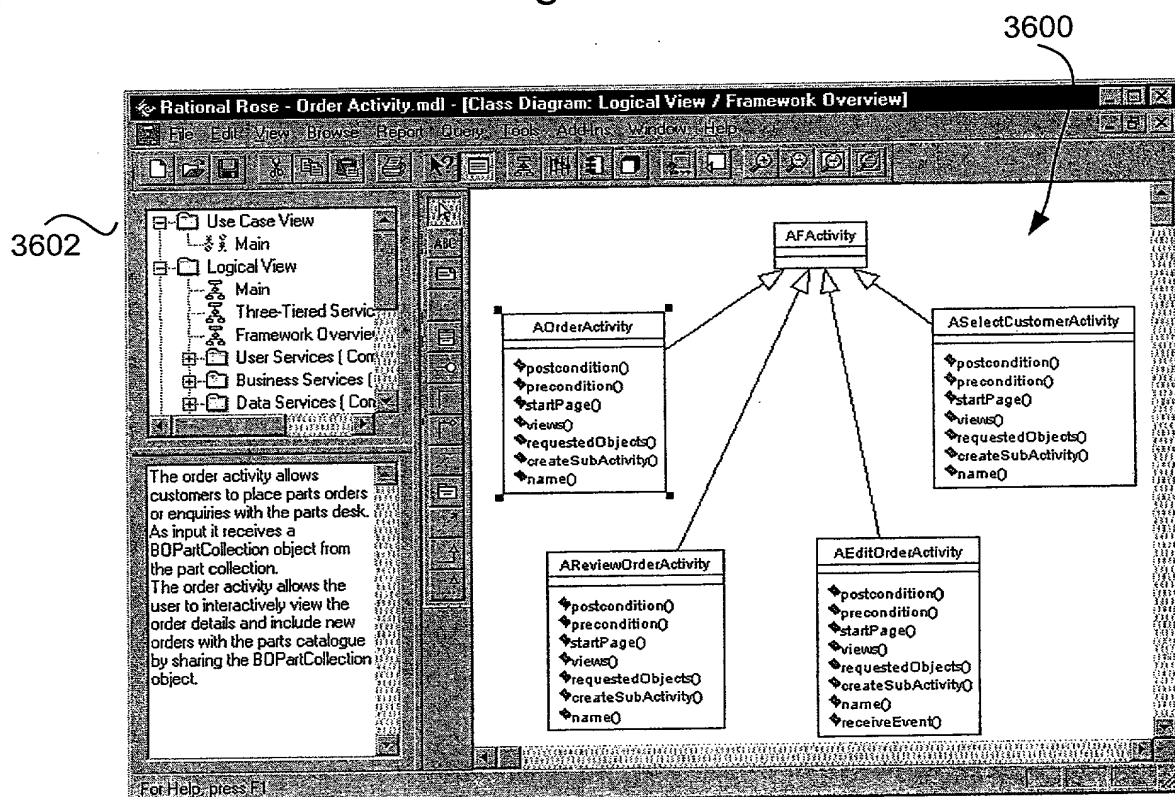 3600
Rational Rose - Order Activity.mdl - [Class Diagram: Logical View / Framework Overview]
File Edit View Browse Report Query Tools Add-Ins Window Help
3602
Use Case View
Main
Logical View
Main
Three-Tiered Servic
Framework Overvie
User Services ( Com
Business Services (
Data Services ( Con
The order activity allows
customers to place parts orders
or enquiries with the parts desk.
As input it receives a
BOPartCollection object from
the part collection.
The order activity allows the
user to interactively view the
order details and include new
orders with the parts catalogue
by sharing the BOPartCollection
object.
ABC
AFActivity
AOrderActivity
postcondition()
precondition()
startPage()
views()
requestedObjects()
createSubActivity()
name()
ASelectCustomerActivity
postcondition()
precondition()
startPage()
views()
requestedObjects()
createSubActivity()
name()
AReviewOrderActivity
postcondition()
precondition()
startPage()
views()
requestedObjects()
createSubActivity()
name()
AEditOrderActivity
postcondition()
precondition()
startPage()
views()
requestedObjects()
createSubActivity()
name()
receiveEvent()
For Help, press F1